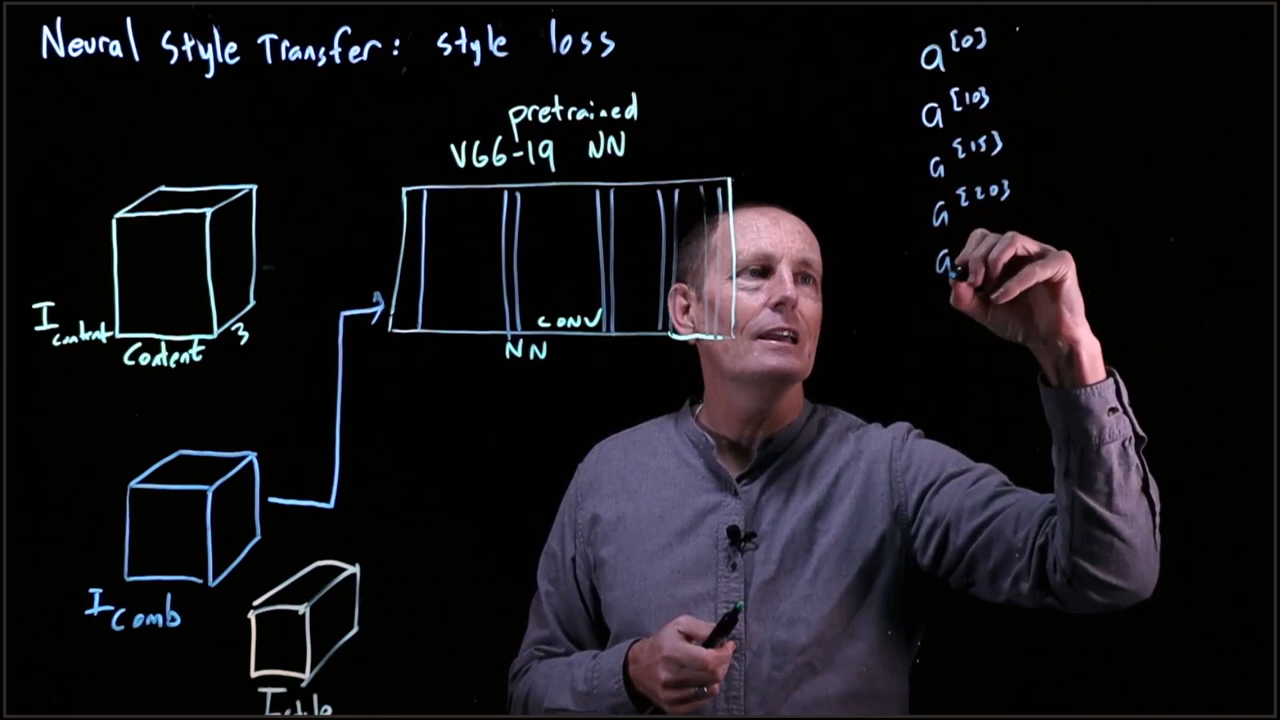 Neural Style Transfer: style loss
pretrained
VGG-19 NN
CONV
NN
I content
Content
3
I comb
I style
a[0]
a[10]
a[15]
a[20]
a